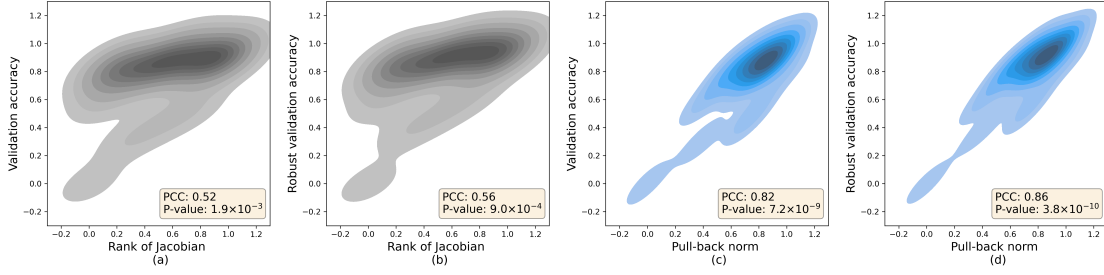 Validation accuracy
1.2
1.0
0.8
0.6
0.4
0.2
0.0
−0.2
−0.2 0.0 0.2 0.4 0.6 0.8 1.0 1.2
PCC: 0.52
P-value: 1.9×10⁻³
Rank of Jacobian
(a)
Robust validation accuracy
1.2
1.0
0.8
0.6
0.4
0.2
0.0
−0.2
−0.2 0.0 0.2 0.4 0.6 0.8 1.0 1.2
PCC: 0.56
P-value: 9.0×10⁻⁴
Rank of Jacobian
(b)
Validation accuracy
1.2
1.0
0.8
0.6
0.4
0.2
0.0
−0.2
−0.2 0.0 0.2 0.4 0.6 0.8 1.0 1.2
PCC: 0.82
P-value: 7.2×10⁻⁹
Pull-back norm
(c)
Robust validation accuracy
1.2
1.0
0.8
0.6
0.4
0.2
0.0
−0.2
−0.2 0.0 0.2 0.4 0.6 0.8 1.0 1.2
PCC: 0.86
P-value: 3.8×10⁻¹⁰
Pull-back norm
(d)